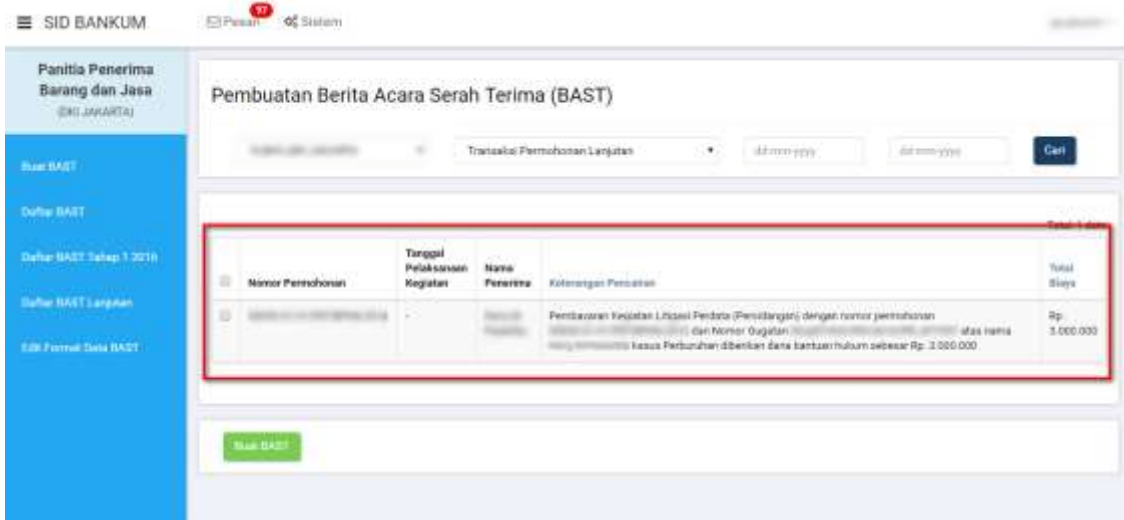 SID BANKUM
Pesan 97 Sistem
Panitia Penerima
Barang dan Jasa
(DKI JAKARTA)
Buat BAST
Daftar BAST
Daftar BAST Tahap 1 2016
Daftar BAST Lanjutan
Edit Format Data BAST
Pembuatan Berita Acara Serah Terima (BAST)
Transaksi Permohonan Lanjutan dd-mm-yyyy dd-mm-yyyy Cari
Total: 1 data
Nomor Permohonan
Tanggal
Pelaksanaan
Kegiatan
Nama
Penerima
Keterangan Pencairan
Total
Biaya
-
Pembayaran Kegiatan Litigasi Perdata (Persidangan) dengan nomor permohonan
dan Nomor Gugatan atas nama
kasus Perburuhan diberikan dana bantuan hukum sebesar Rp. 3.000.000
Rp.
3.000.000
Buat BAST